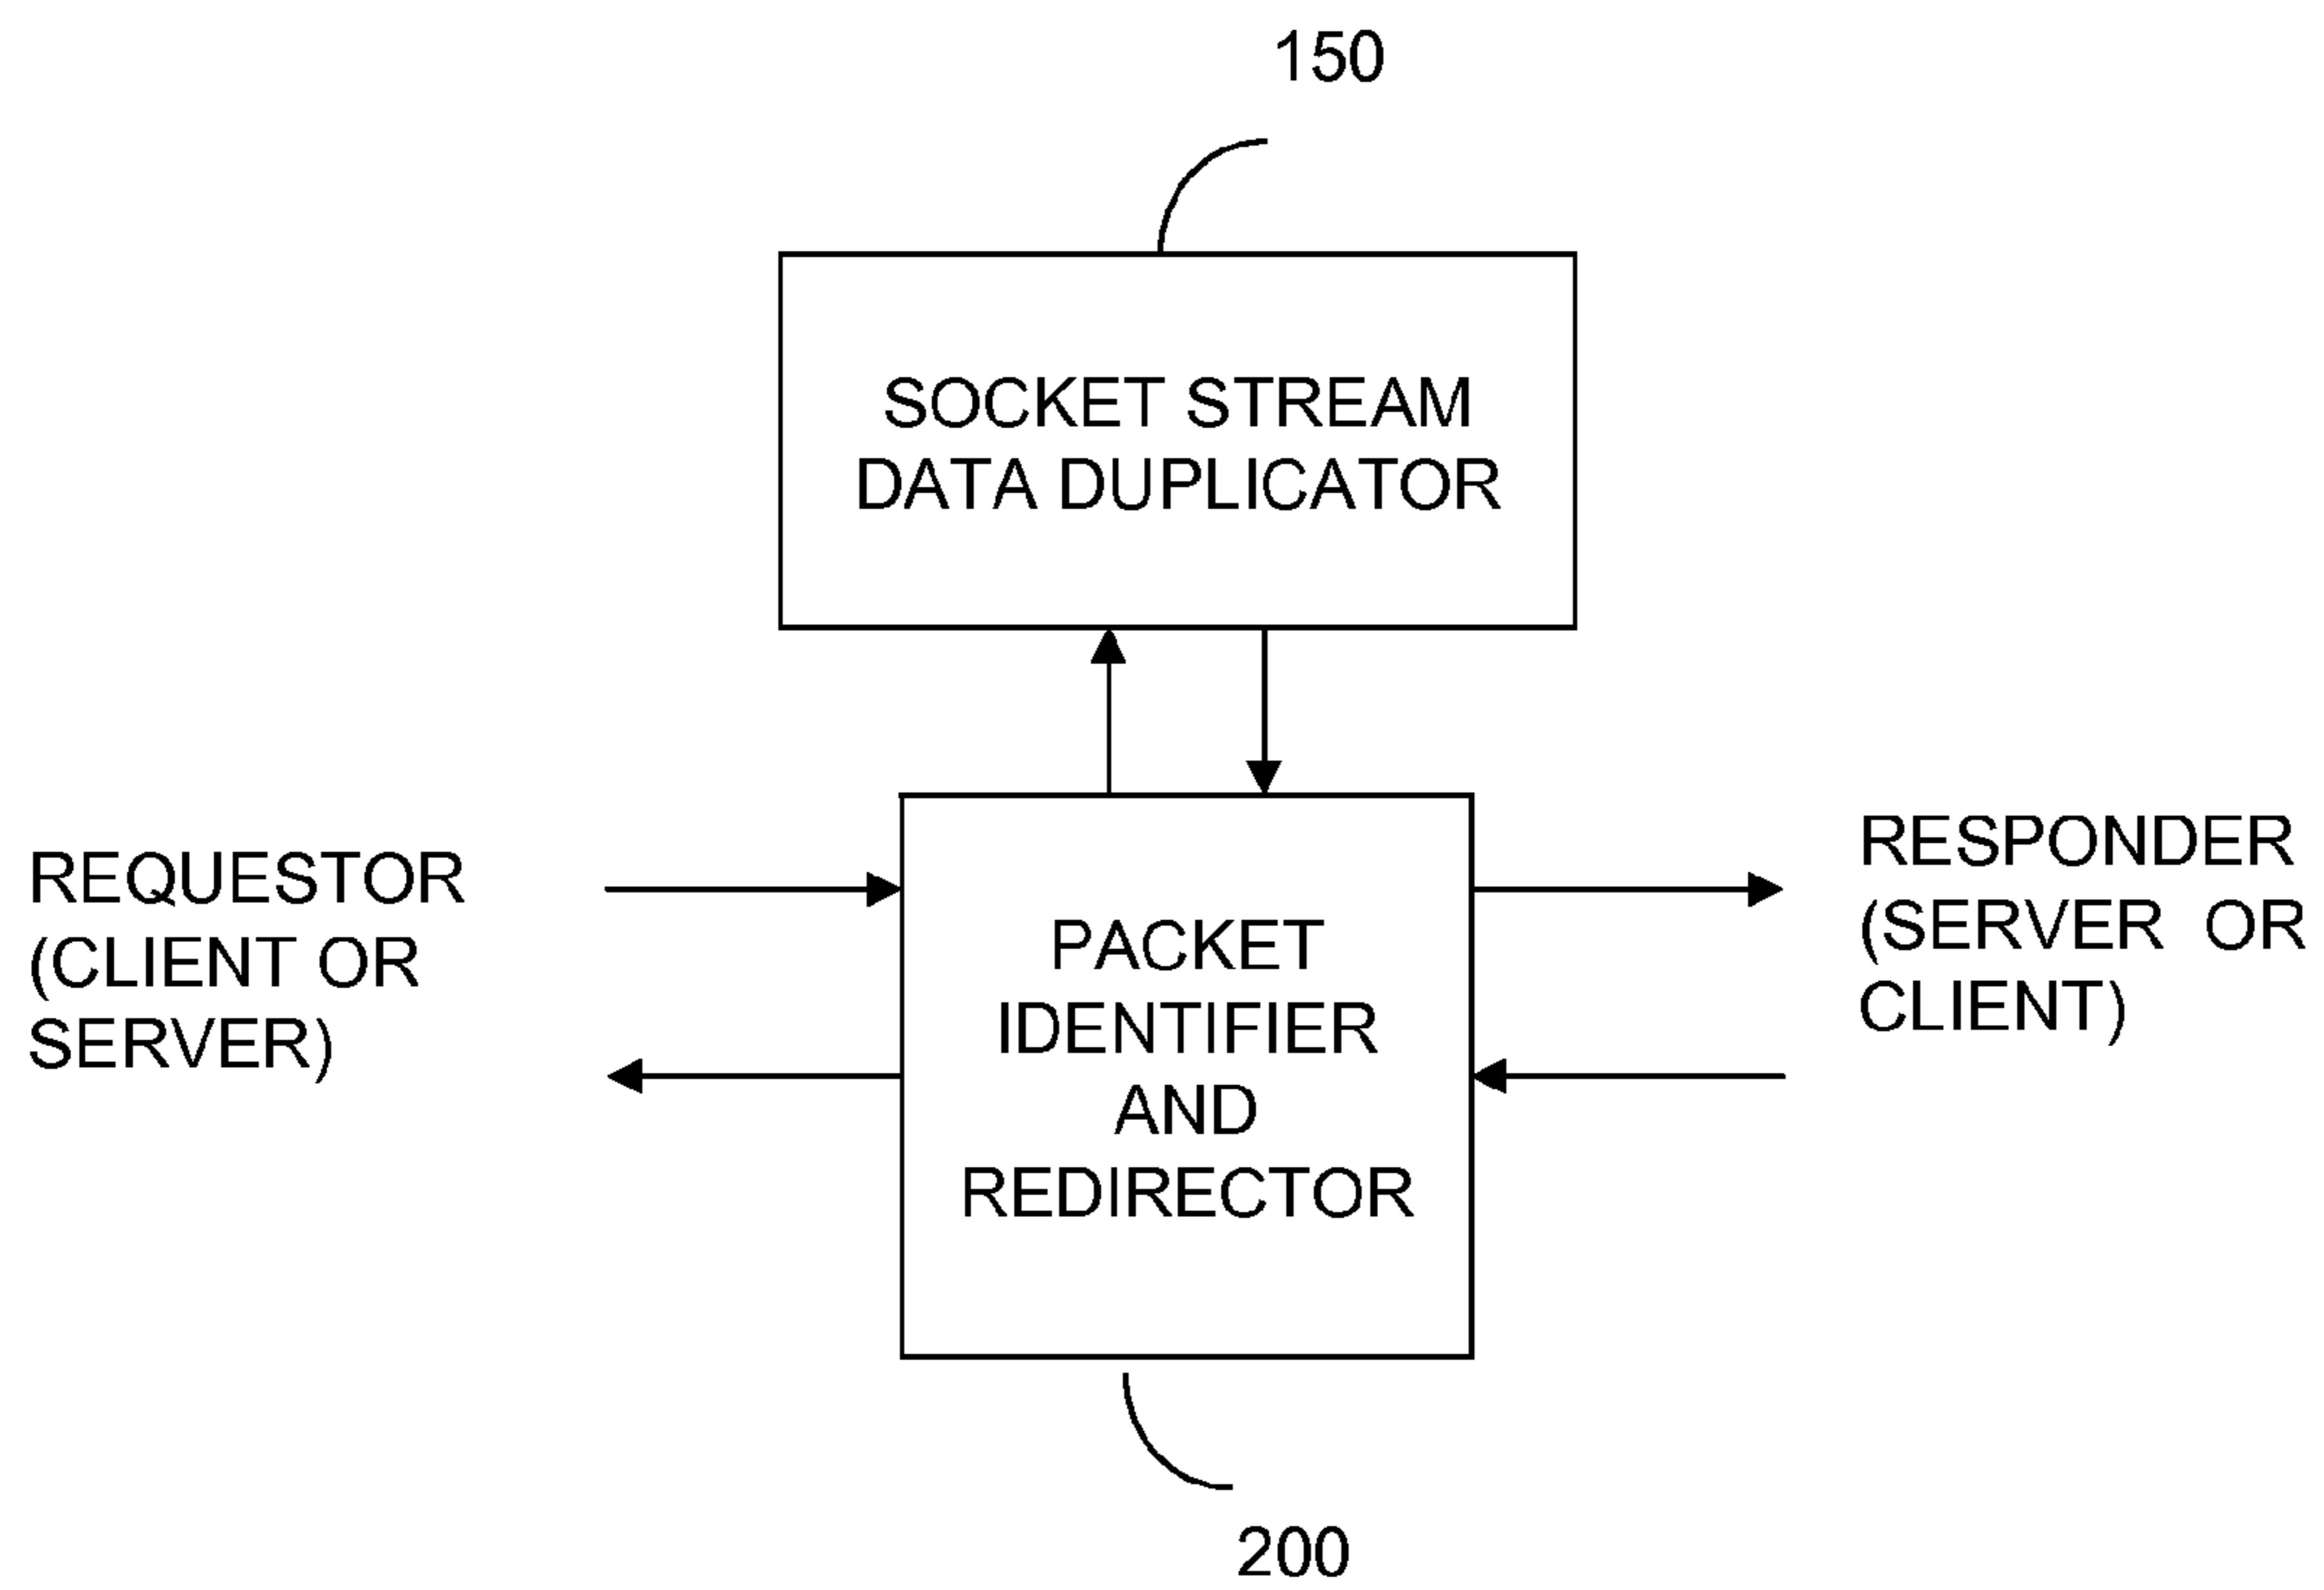 150
SOCKET STREAM
DATA DUPLICATOR
REQUESTOR
(CLIENT OR
SERVER)
PACKET
IDENTIFIER
AND
REDIRECTOR
RESPONDER
(SERVER OR
CLIENT)
200